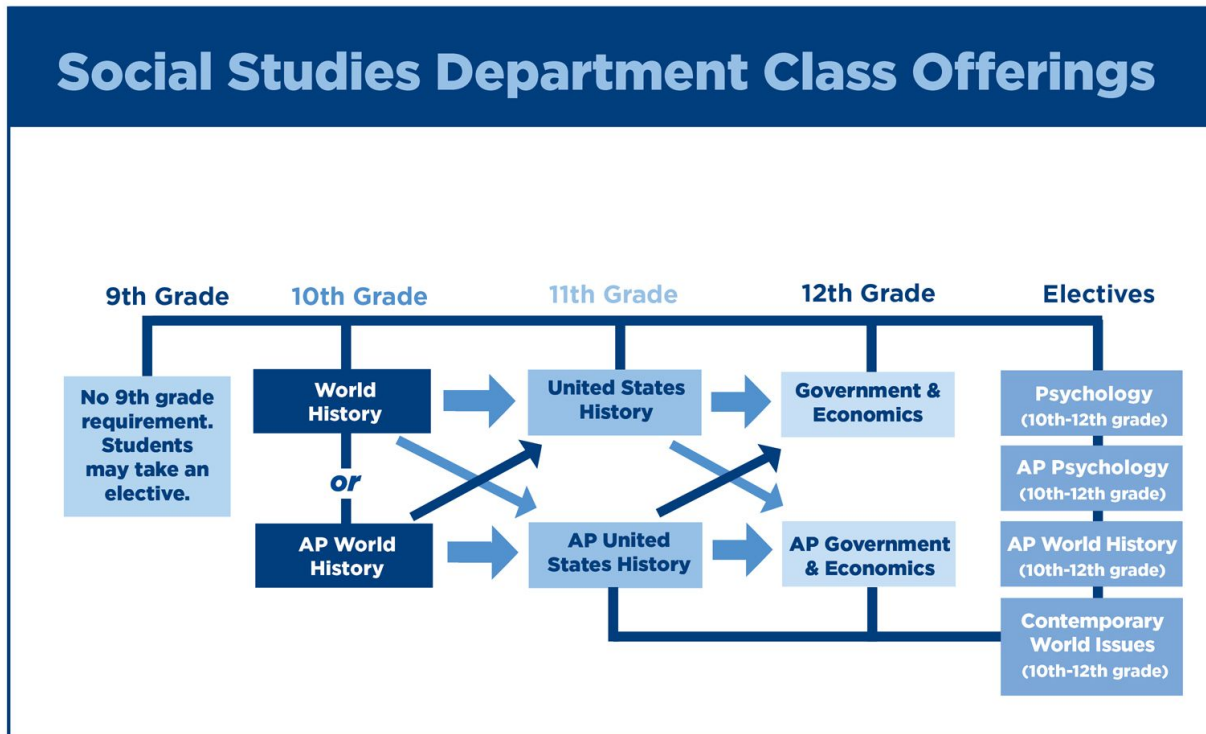 Social Studies Department Class Offerings
9th Grade
10th Grade
11th Grade
12th Grade
Electives
No 9th grade
requirement.
Students
may take an
elective.
World
History
or
AP World
History
United States
History
AP United
States History
Government &
Economics
AP Government
& Economics
Psychology
(10th-12th grade)
AP Psychology
(10th-12th grade)
AP World History
(10th-12th grade)
Contemporary
World Issues
(10th-12th grade)